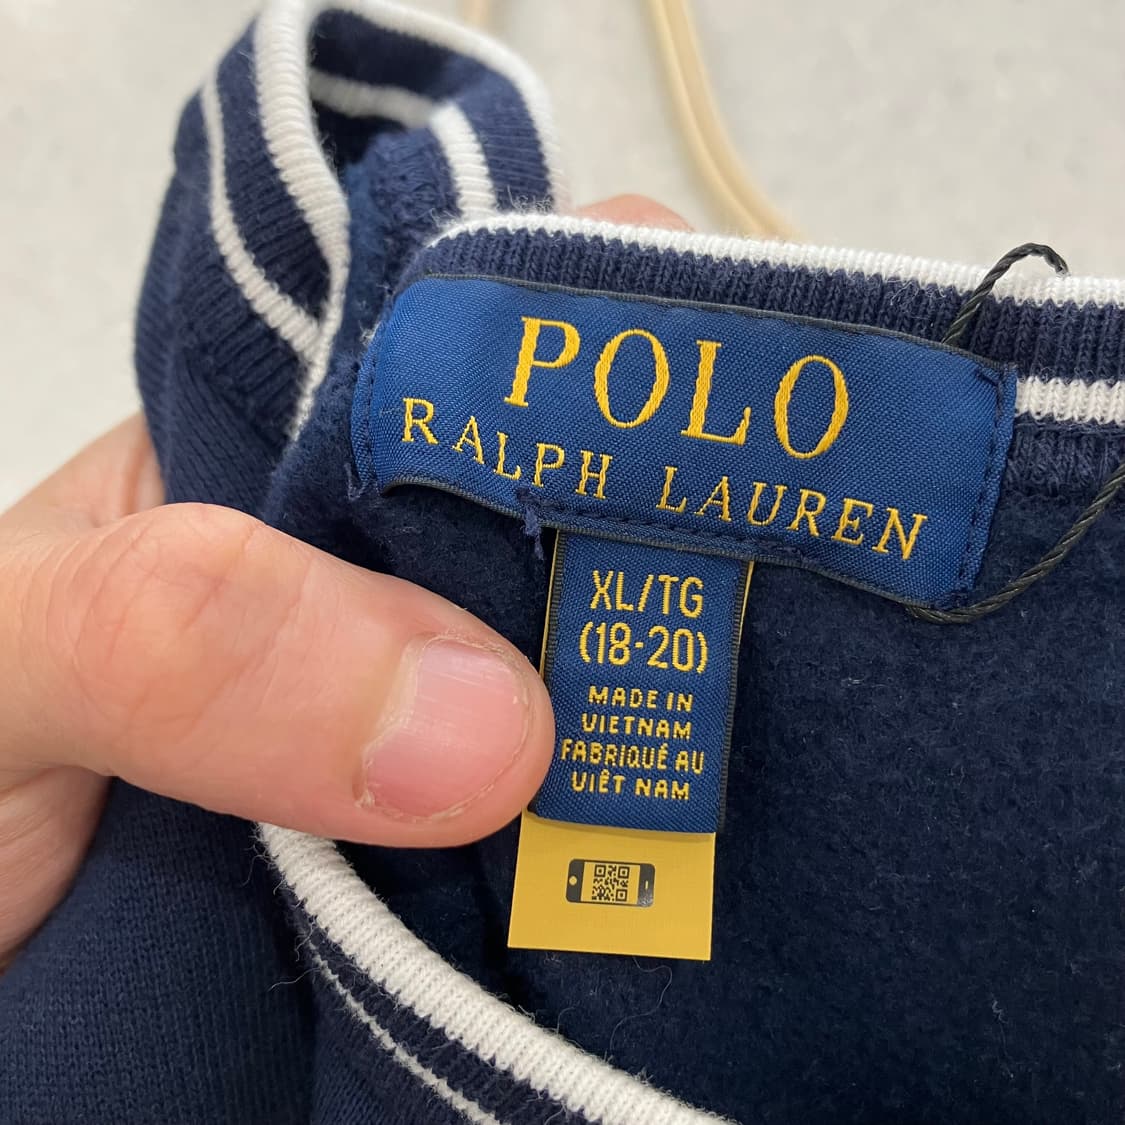 POLO
RALPH LAUREN
XL/TG
(18-20)
MADE IN
VIETNAM
FABRIQUÉ AU
VIÊT NAM